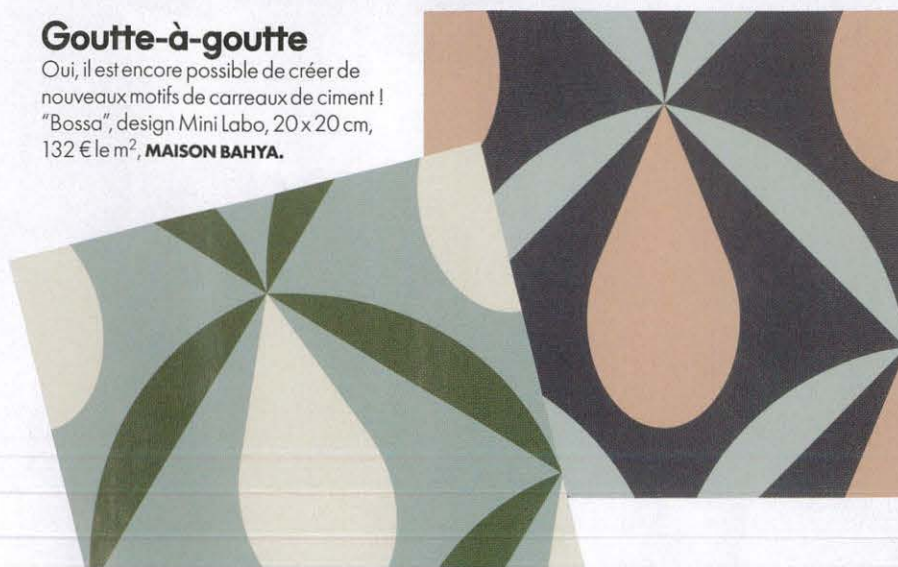 Goutte-à-goutte
Oui, il est encore possible de créer de
nouveaux motifs de carreaux de ciment !
"Bossa", design Mini Labo, 20 x 20 cm,
132 € le m², MAISON BAHYA.